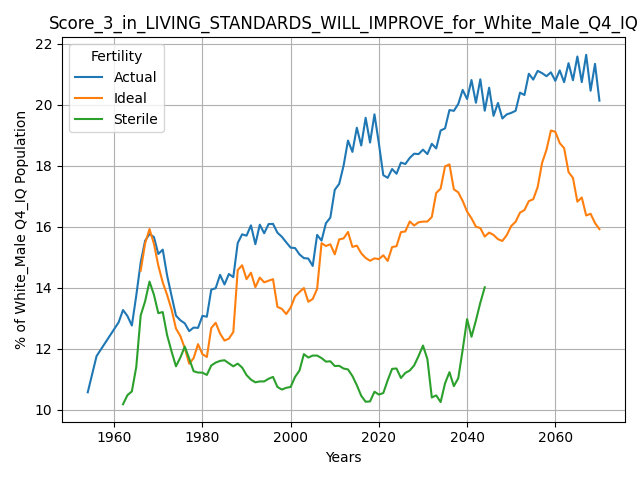 Score_3_in_LIVING_STANDARDS_WILL_IMPROVE_for_White_Male_Q4_IQ
Fertility
Actual
Ideal
Sterile
% of White_Male Q4_IQ Population
22
20
18
16
14
12
10
1960
1980
2000
2020
2040
2060
Years